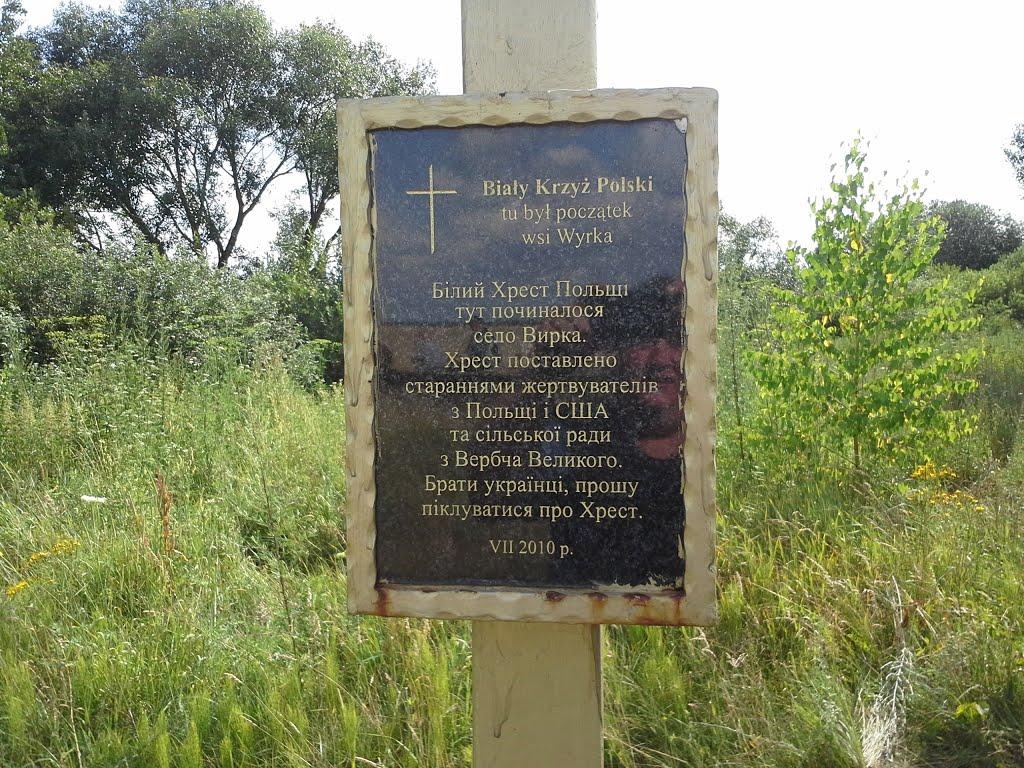 Biały Krzyż Polski
tu był początek
wsi Wyrka
Білий Хрест Польщі
тут починалося
село Вирка.
Хрест поставлено
стараннями жертвувателів
з Польщі і США
та сільської ради
з Вербча Великого.
Брати українці, прошу
піклуватися про Хрест.
VII 2010 р.